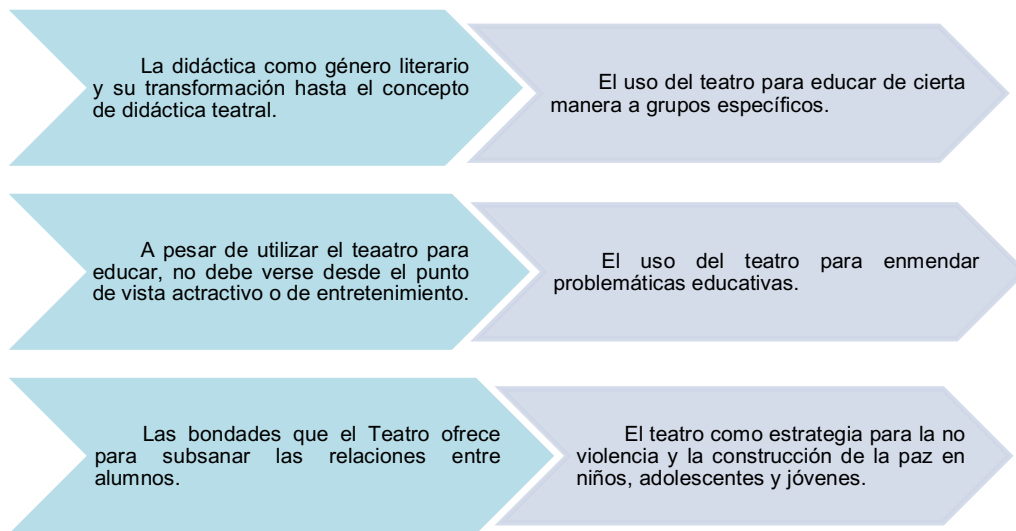 La didáctica como género literario
y su transformación hasta el concepto
de didáctica teatral.
El uso del teatro para educar de cierta
manera a grupos específicos.
A pesar de utilizar el teaatro para
educar, no debe verse desde el punto
de vista actractivo o de entretenimiento.
El uso del teatro para enmendar
problemáticas educativas.
Las bondades que el Teatro ofrece
para subsanar las relaciones entre
alumnos.
El teatro como estrategia para la no
violencia y la construcción de la paz en
niños, adolescentes y jóvenes.